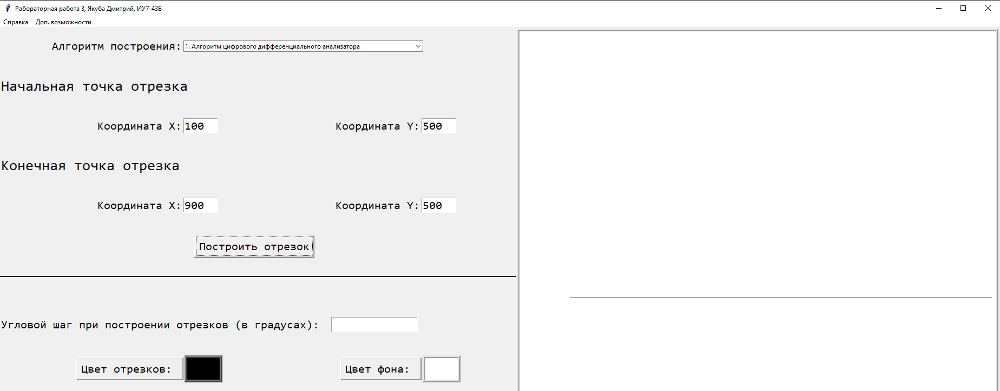 Рабораторная работа 3, Якуба Дмитрий, ИУ7-43Б
Справка Доп. возможности
Алгоритм построения: 1. Алгоритм цифрового дифференциального анализатора
Начальная точка отрезка
Координата X: 100 Координата Y: 500
Конечная точка отрезка
Координата X: 900 Координата Y: 500
Построить отрезок
Угловой шаг при построении отрезков (в градусах):
Цвет отрезков: Цвет фона: